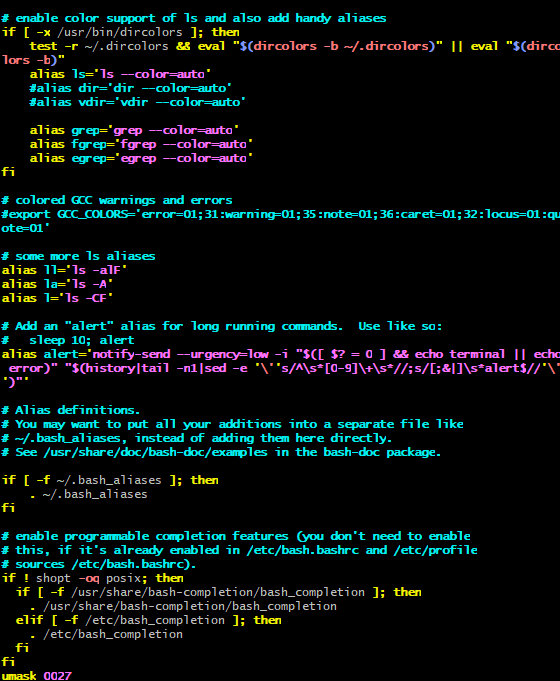 # enable color support of ls and also add handy aliases
if [ -x /usr/bin/dircolors ]; then
    test -r ~/.dircolors && eval "$(dircolors -b ~/.dircolors)" || eval "$(dirco
lors -b)"
    alias ls='ls --color=auto'
    #alias dir='dir --color=auto'
    #alias vdir='vdir --color=auto'

    alias grep='grep --color=auto'
    alias fgrep='fgrep --color=auto'
    alias egrep='egrep --color=auto'
fi

# colored GCC warnings and errors
#export GCC_COLORS='error=01;31:warning=01;35:note=01;36:caret=01;32:locus=01:qu
ote=01'

# some more ls aliases
alias ll='ls -alF'
alias la='ls -A'
alias l='ls -CF'

# Add an "alert" alias for long running commands.  Use like so:
#   sleep 10; alert
alias alert='notify-send --urgency=low -i "$([ $? = 0 ] && echo terminal || echo
 error)" "$(history|tail -n1|sed -e '\''s/^\s*[0-9]\+\s*//;s/[;&|]\s*alert$//'\'
')"'

# Alias definitions.
# You may want to put all your additions into a separate file like
# ~/.bash_aliases, instead of adding them here directly.
# See /usr/share/doc/bash-doc/examples in the bash-doc package.

if [ -f ~/.bash_aliases ]; then
    . ~/.bash_aliases
fi

# enable programmable completion features (you don't need to enable
# this, if it's already enabled in /etc/bash.bashrc and /etc/profile
# sources /etc/bash.bashrc).
if ! shopt -oq posix; then
  if [ -f /usr/share/bash-completion/bash_completion ]; then
    . /usr/share/bash-completion/bash_completion
  elif [ -f /etc/bash_completion ]; then
    . /etc/bash_completion
  fi
fi
umask 0027